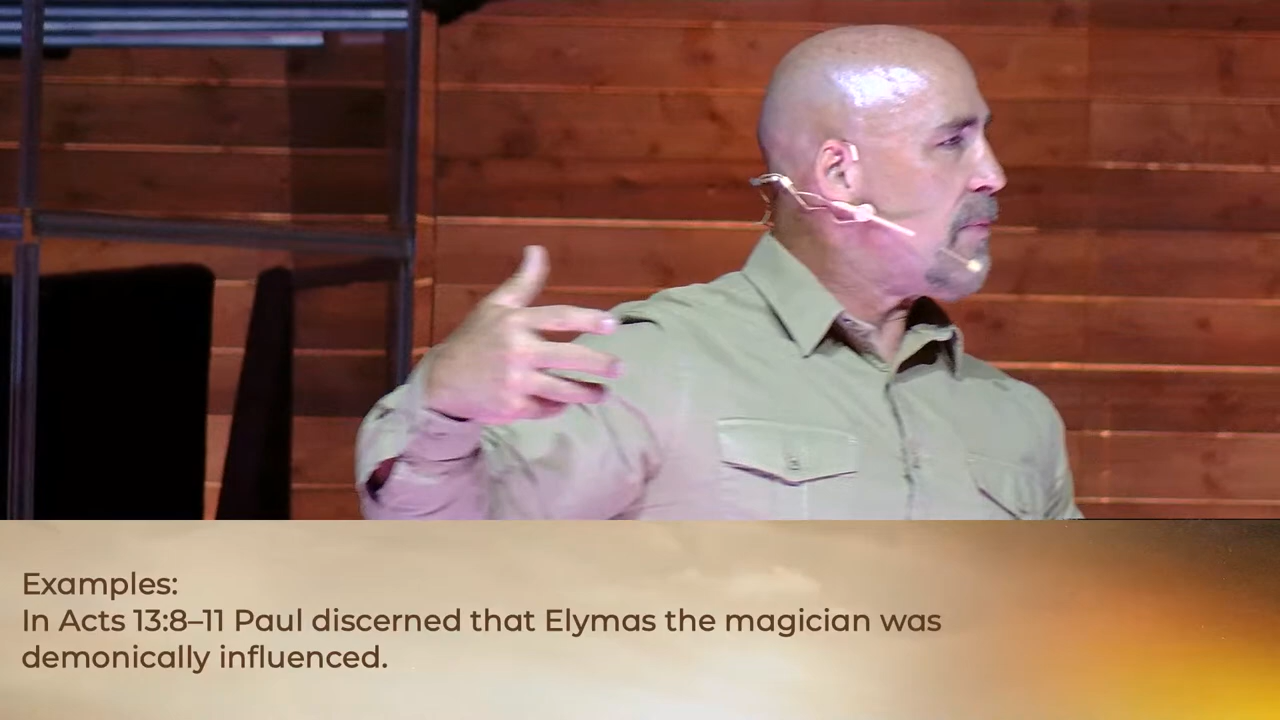 Examples:
In Acts 13:8–11 Paul discerned that Elymas the magician was
demonically influenced.